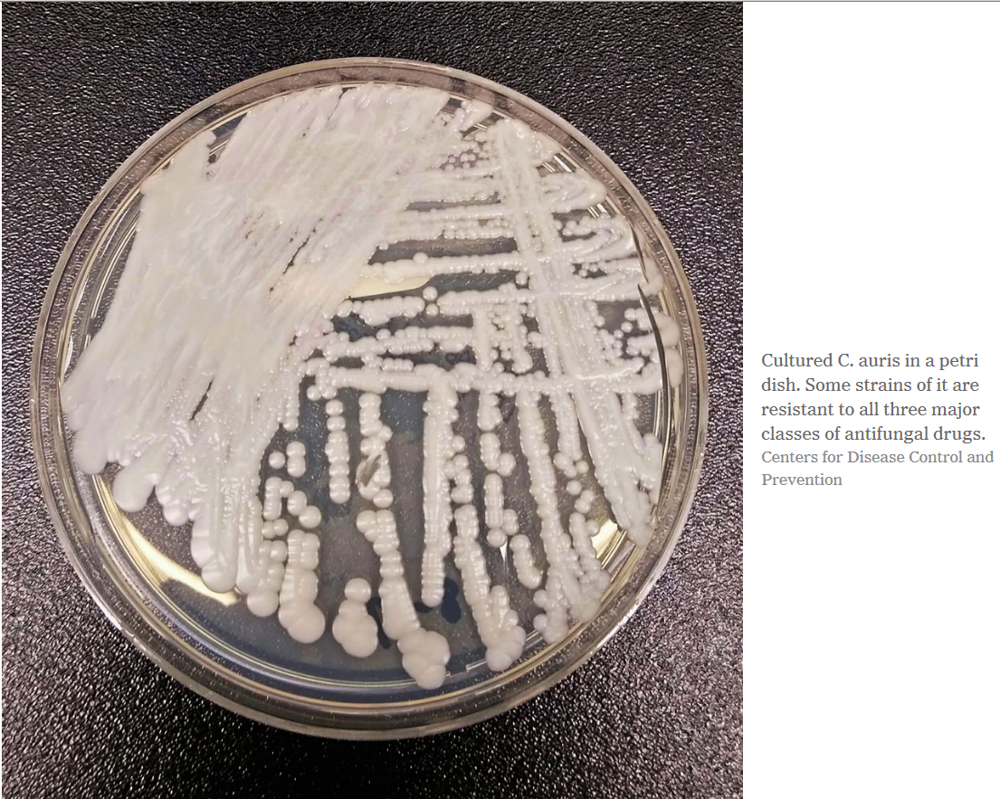 Cultured C. auris in a petri
dish. Some strains of it are
resistant to all three major
classes of antifungal drugs.
Centers for Disease Control and
Prevention